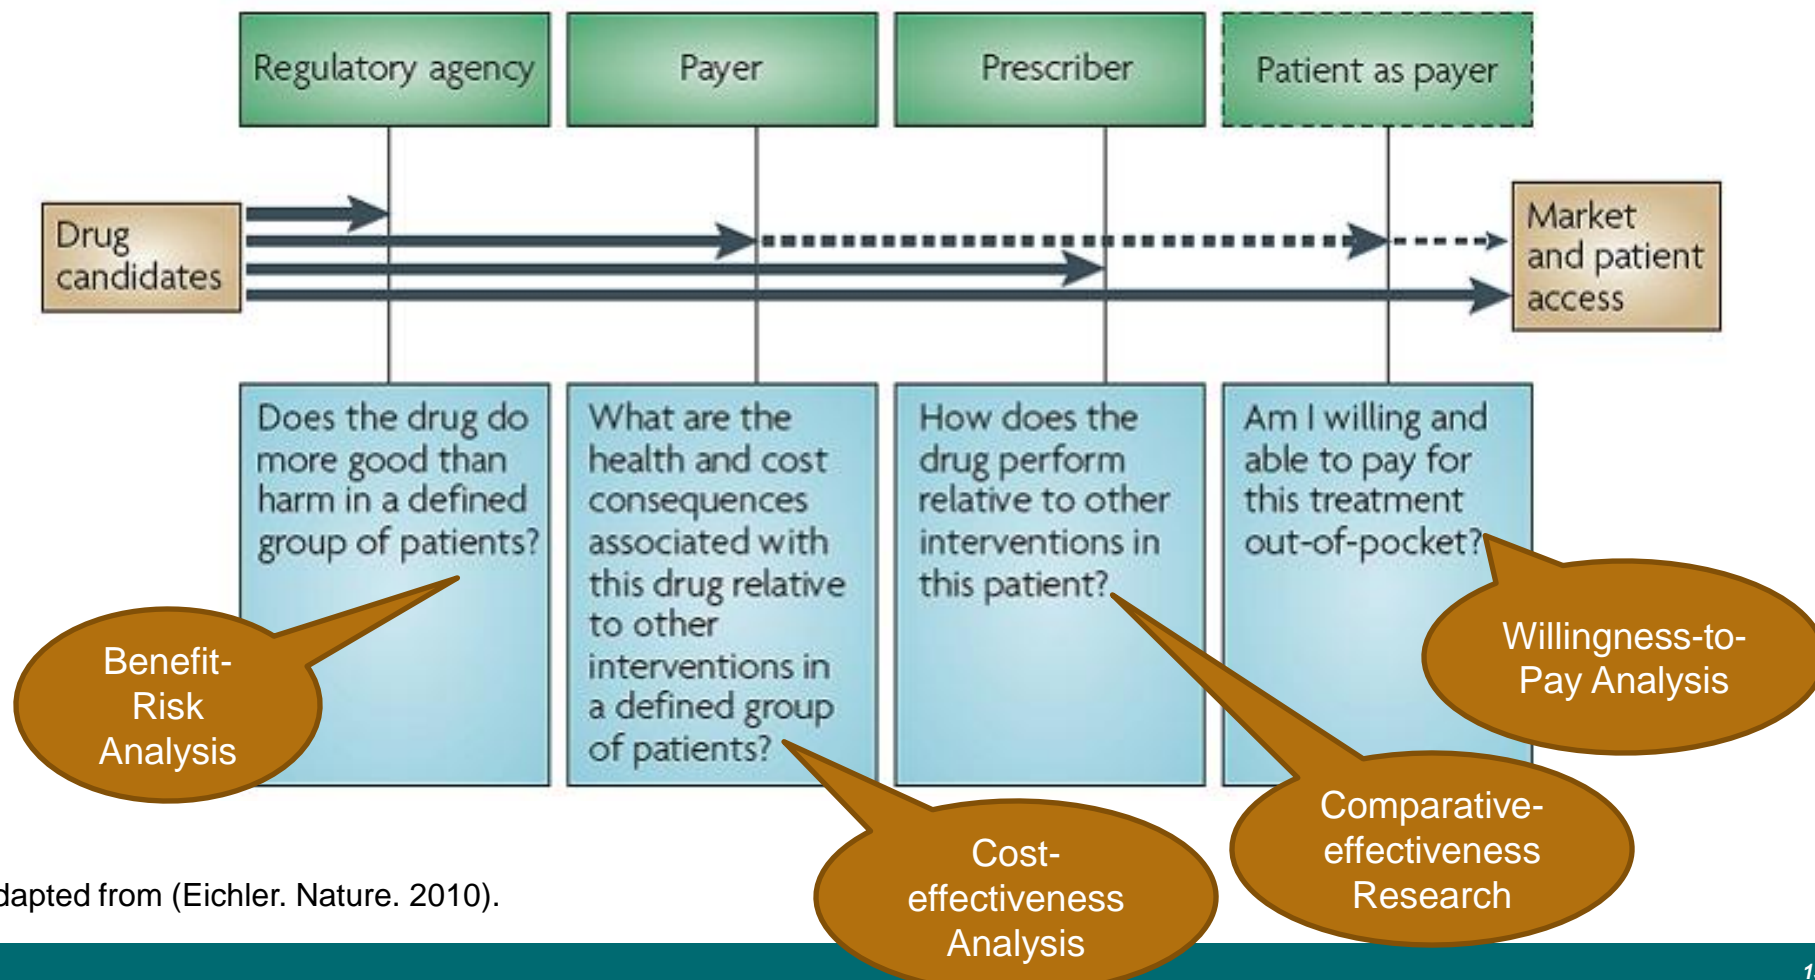 Regulatory agency
Payer
Prescriber
Patient as payer
Drug
candidates
Market
and patient
access
Does the drug do
more good than
harm in a defined
group of patients?
What are the
health and cost
consequences
associated with
this drug relative
to other
interventions in
a defined group
of patients?
How does the
drug perform
relative to other
interventions in
this patient?
Am I willing and
able to pay for
this treatment
out-of-pocket?
Benefit-
Risk
Analysis
Cost-
effectiveness
Analysis
Comparative-
effectiveness
Research
Willingness-to-
Pay Analysis
dapted from (Eichler. Nature. 2010).